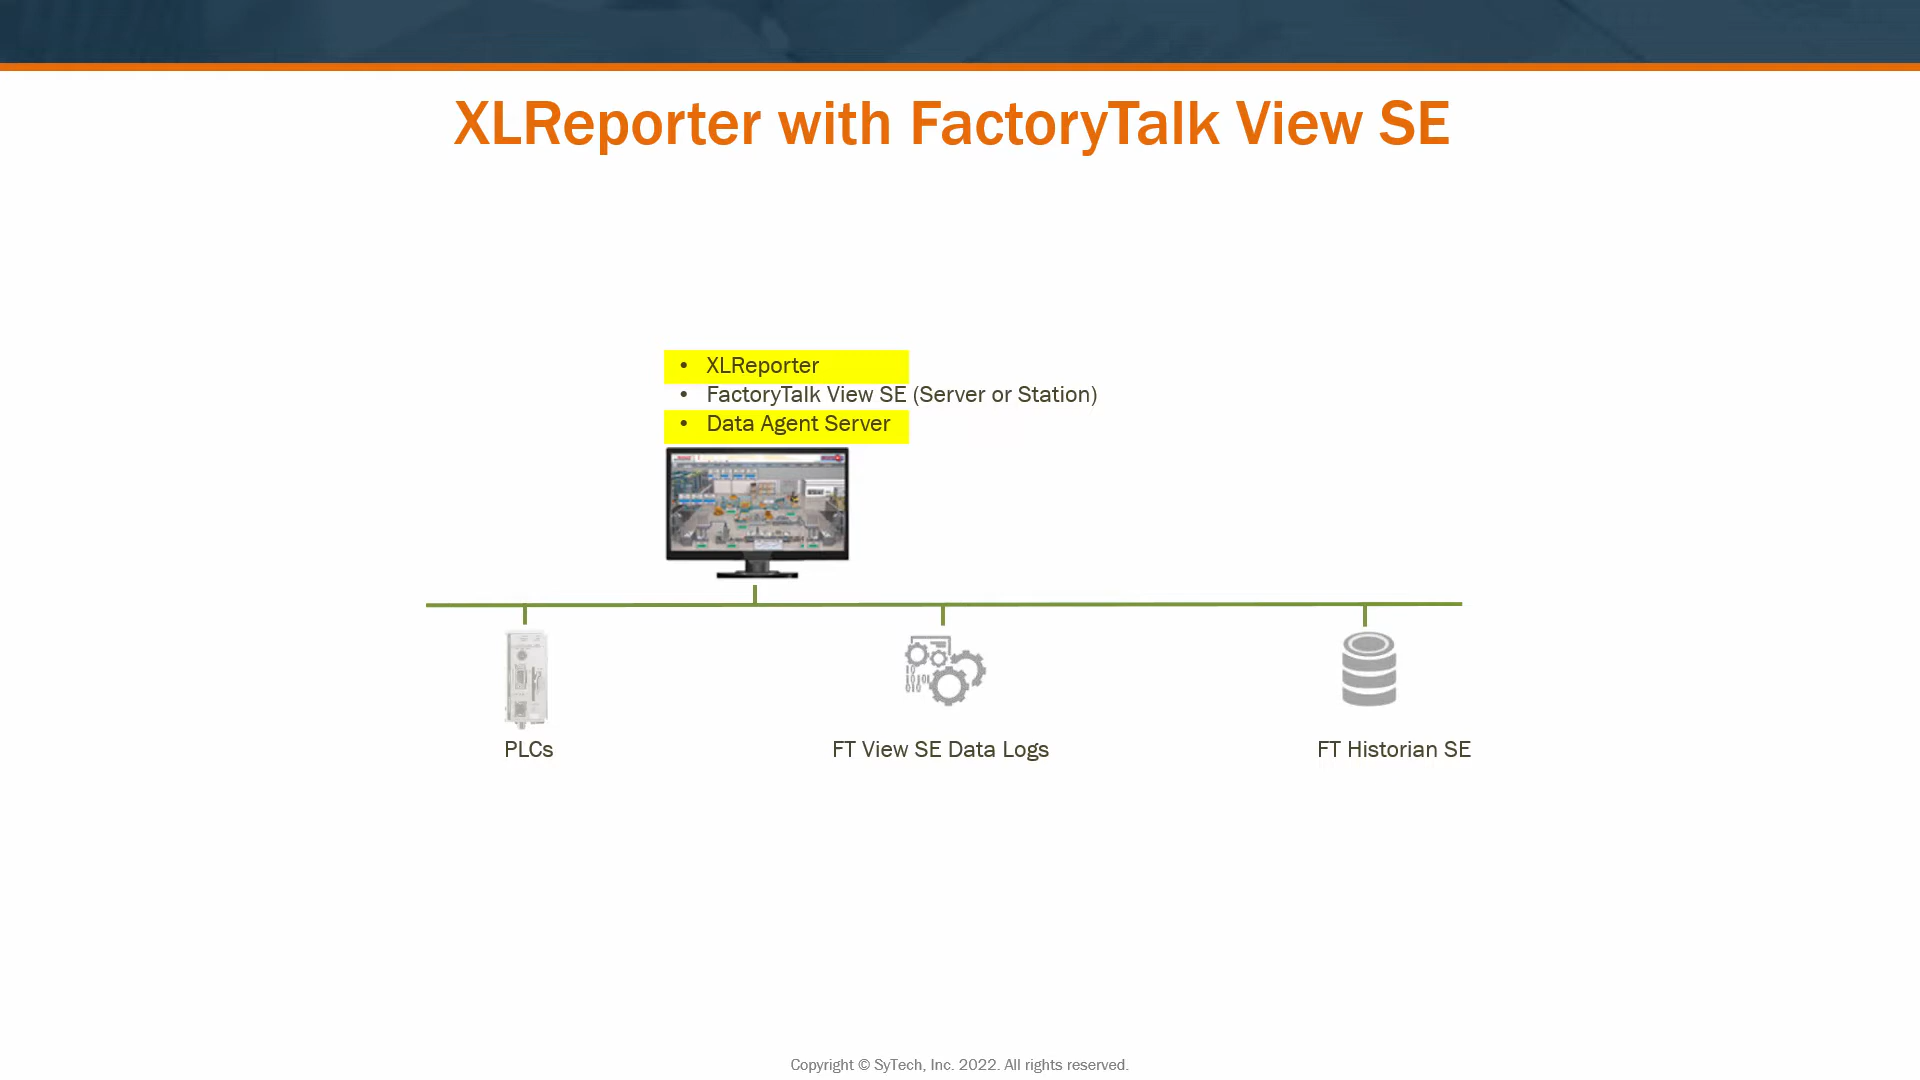 XLReporter with FactoryTalk View SE
• XLReporter
• FactoryTalk View SE (Server or Station)
• Data Agent Server
PLCs
FT View SE Data Logs
FT Historian SE
Copyright © SyTech, Inc. 2022. All rights reserved.